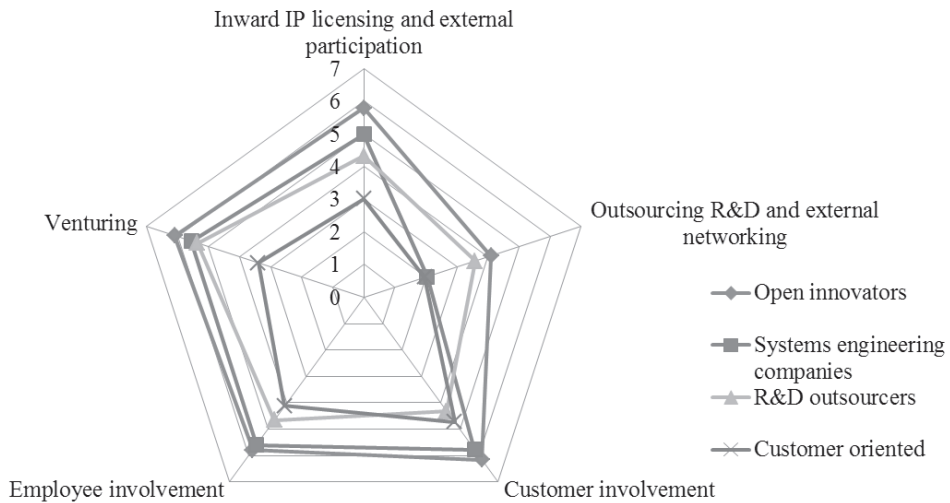 Inward IP licensing and external
participation
7
6
5
4
3
2
1
0
Venturing
Outsourcing R&D and external
networking
Open innovators
Systems engineering
companies
R&D outsourcers
Customer oriented
Employee involvement
Customer involvement